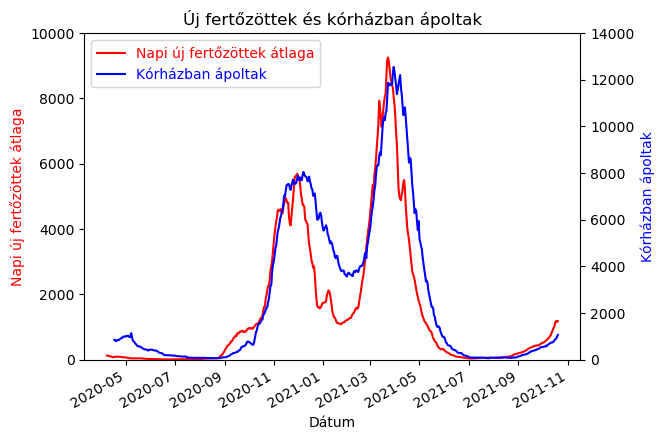 Új fertőzöttek és kórházban ápoltak
Napi új fertőzöttek átlaga
Kórházban ápoltak
10000
8000
6000
4000
2000
0
Napi új fertőzöttek átlaga
14000
12000
10000
8000
6000
4000
2000
0
Kórházban ápoltak
2020-05 2020-07 2020-09 2020-11 2021-01 2021-03 2021-05 2021-07 2021-09 2021-11
Dátum